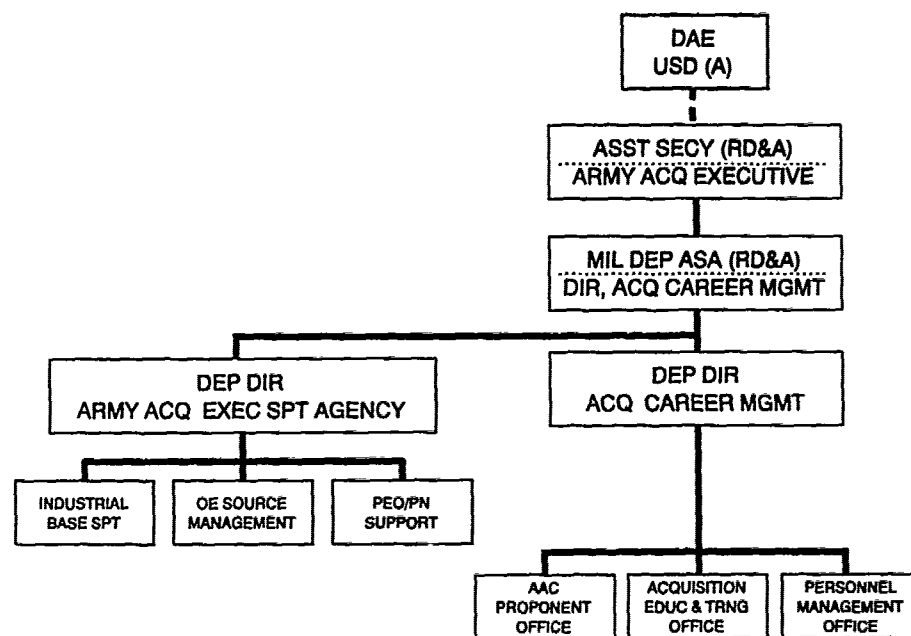 DAE
USD (A)
ASST SECY (RD&A)
ARMY ACQ EXECUTIVE
MIL DEP ASA (RD&A)
DIR, ACQ CAREER MGMT
DEP DIR
ARMY ACQ EXEC SPT AGENCY
DEP DIR
ACQ CAREER MGMT
INDUSTRIAL
BASE SPT
OE SOURCE
MANAGEMENT
PEO/PN
SUPPORT
AAC
PROPONENT
OFFICE
ACQUISITION
EDUC & TRNG
OFFICE
PERSONNEL
MANAGEMENT
OFFICE